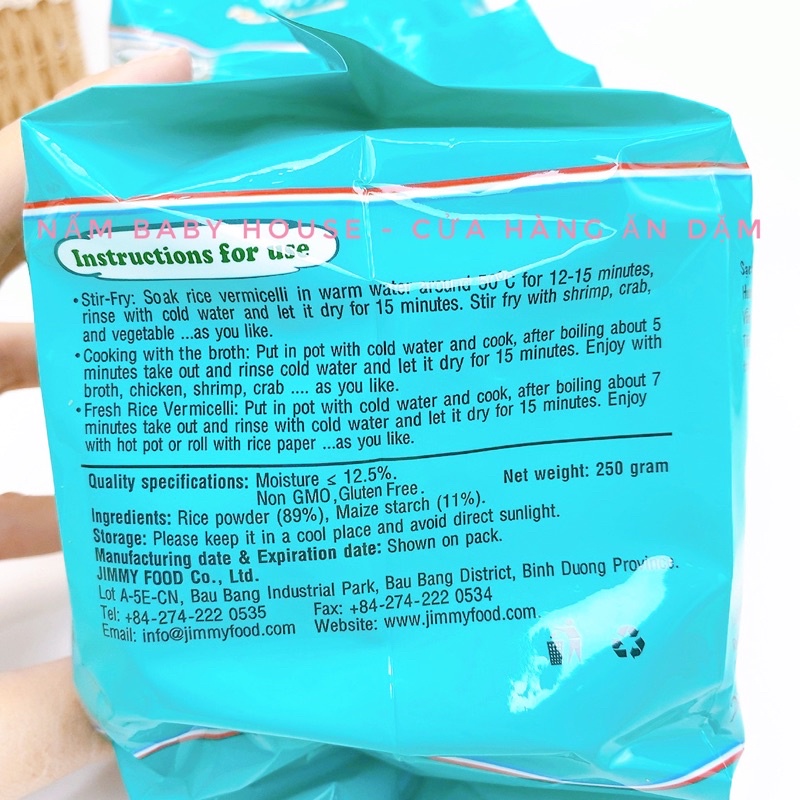 NẤM BABY HOUSE - CỬA HÀNG ĂN DẶM
Instructions for use
• Stir-Fry: Soak rice vermicelli in warm water around 50°C for 12-15 minutes,
rinse with cold water and let it dry for 15 minutes. Stir fry with shrimp, crab,
and vegetable ...as you like.
• Cooking with the broth: Put in pot with cold water and cook, after boiling about 5
minutes take out and rinse cold water and let it dry for 15 minutes. Enjoy with
broth, chicken, shrimp, crab .... as you like.
• Fresh Rice Vermicelli: Put in pot with cold water and cook, after boiling about 7
minutes take out and rinse with cold water and let it dry for 15 minutes. Enjoy
with hot pot or roll with rice paper ...as you like.
Quality specifications: Moisture ≤ 12.5%. Net weight: 250 gram
Non GMO,Gluten Free.
Ingredients: Rice powder (89%), Maize starch (11%).
Storage: Please keep it in a cool place and avoid direct sunlight.
Manufacturing date & Expiration date: Shown on pack.
JIMMY FOOD Co., Ltd.
Lot A-5E-CN, Bau Bang Industrial Park, Bau Bang District, Binh Duong Province.
Tel: +84-274-222 0535 Fax: +84-274-222 0534
Email: info@jimmyfood.com Website: www.jimmyfood.com